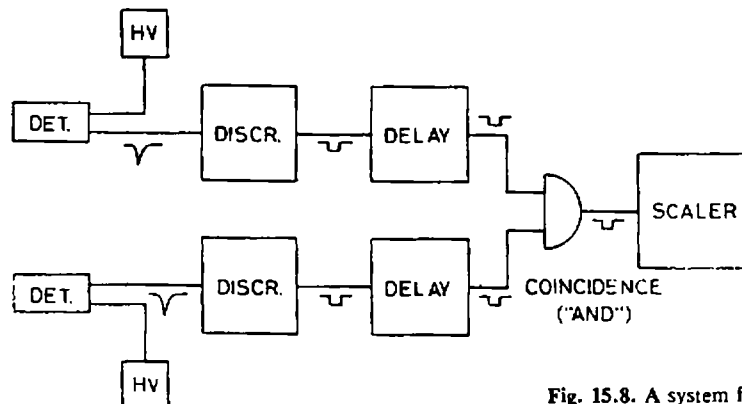 HV
DET.
DISCR.
DELAY
SCALER
DET.
DISCR.
DELAY
COINCIDENCE
("AND")
HV
Fig. 15.8. A system f